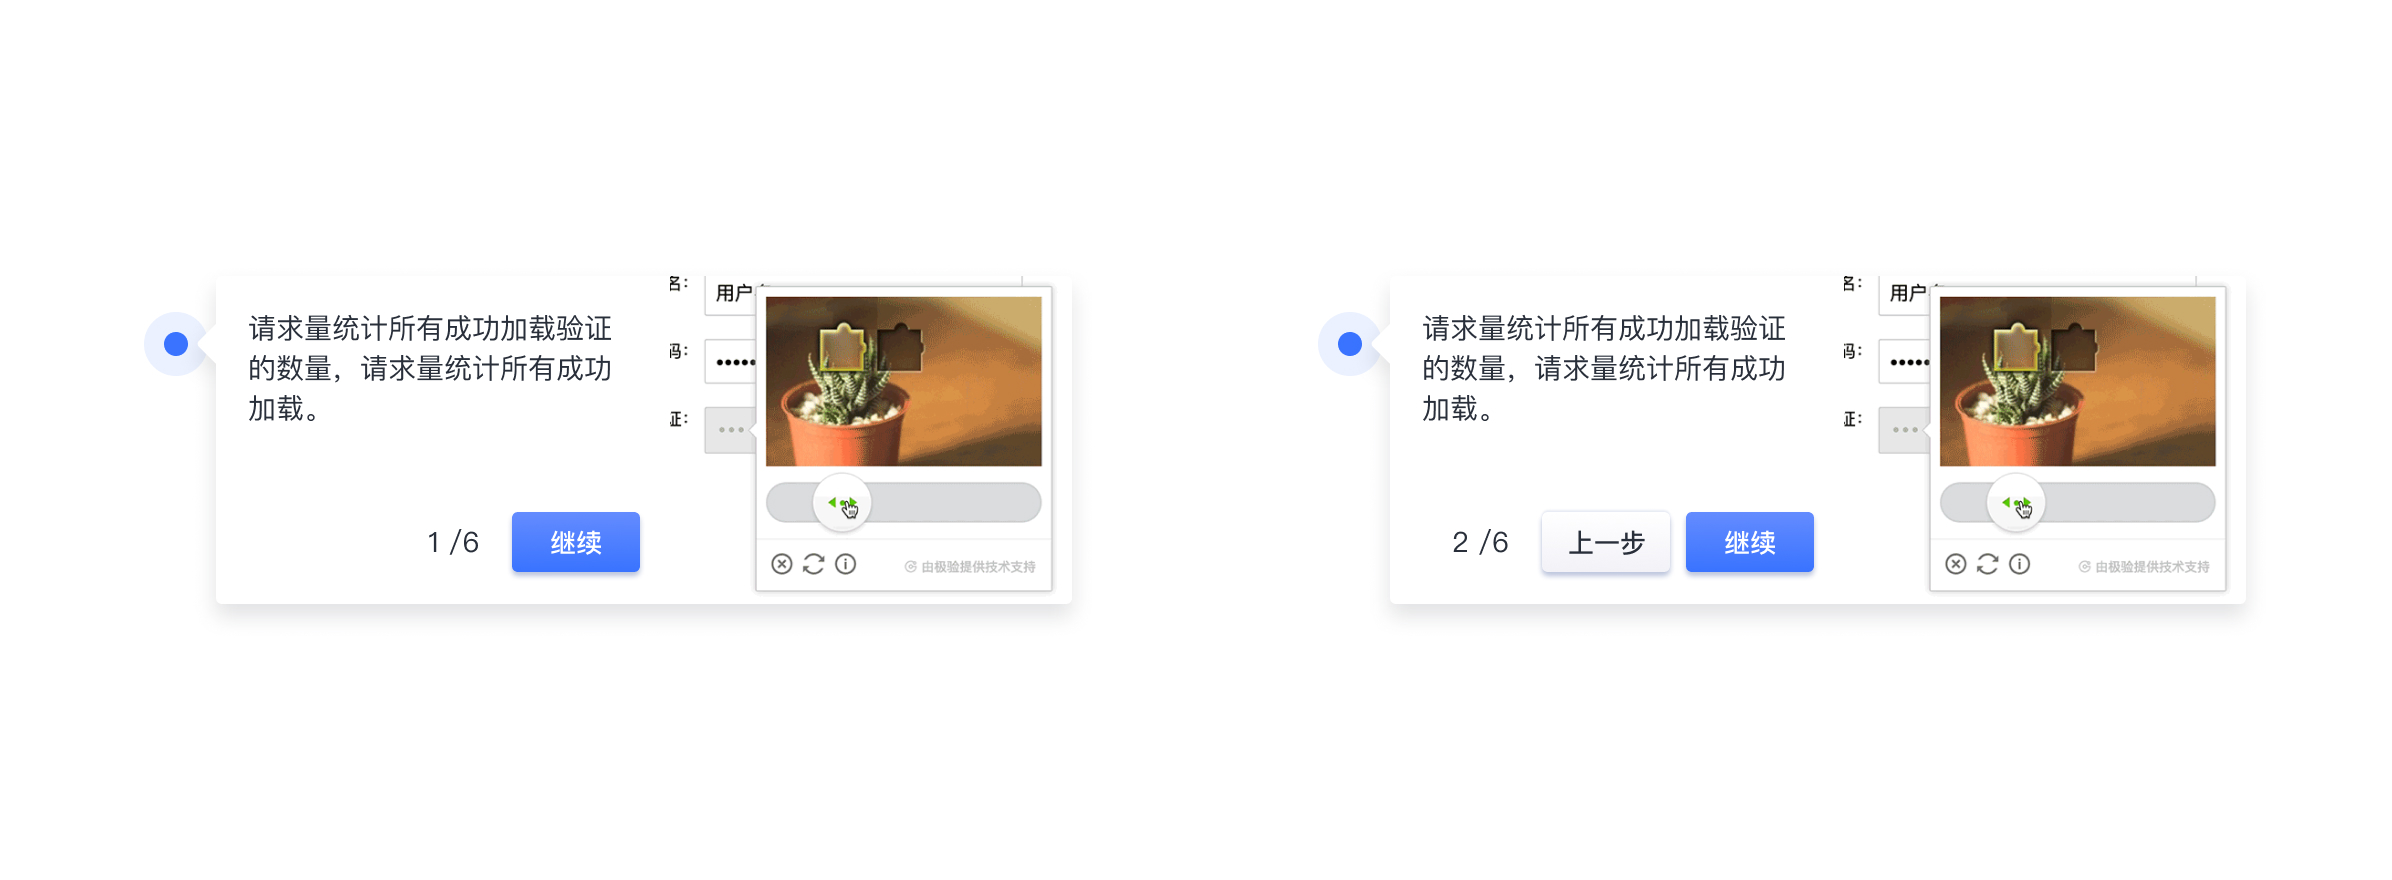 请求量统计所有成功加载验证
的数量，请求量统计所有成功
加载。
1 /6
继续
名：
用户
码：
•••••
证：
•••
由极验提供技术支持
请求量统计所有成功加载验证
的数量，请求量统计所有成功
加载。
2 /6
上一步
继续
名：
用户
码：
•••••
证：
•••
由极验提供技术支持